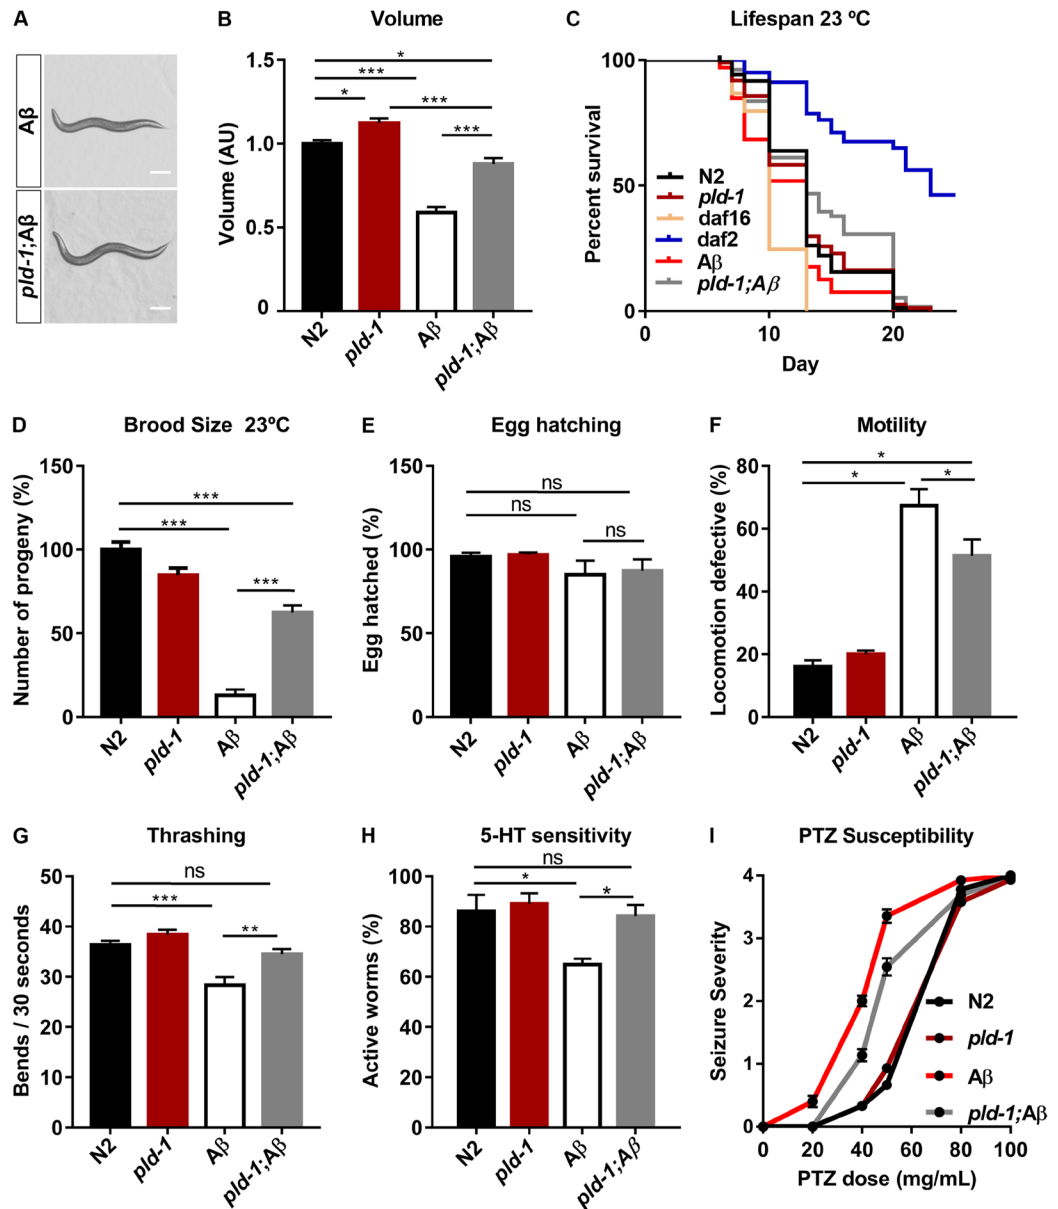 A
Aβ
pld-1;Aβ
B
Volume
Volume (AU)
1.5
1.0
0.5
0
*
***
*
***
***
N2
pld-1
Aβ
pld-1;Aβ
C
Lifespan 23 ºC
Percent survival
100
50
0
N2
pld-1
daf16
daf2
Aβ
pld-1;Aβ
0
10
20
Day
D
Brood Size 23ºC
Number of progeny (%)
150
100
50
0
***
***
***
N2
pld-1
Aβ
pld-1;Aβ
E
Egg hatching
Egg hatched (%)
150
100
50
0
ns
ns
ns
N2
pld-1
Aβ
pld-1;Aβ
F
Motility
Locomotion defective (%)
80
60
40
20
0
*
*
*
N2
pld-1
Aβ
pld-1;Aβ
G
Thrashing
Bends / 30 seconds
50
40
30
20
10
0
ns
***
**
N2
pld-1
Aβ
pld-1;Aβ
H
5-HT sensitivity
Active worms (%)
100
80
60
40
20
0
ns
*
*
N2
pld-1
Aβ
pld-1;Aβ
I
PTZ Susceptibility
Seizure Severity
4
3
2
1
0
N2
pld-1
Aβ
pld-1;Aβ
0
20
40
60
80
100
PTZ dose (mg/mL)